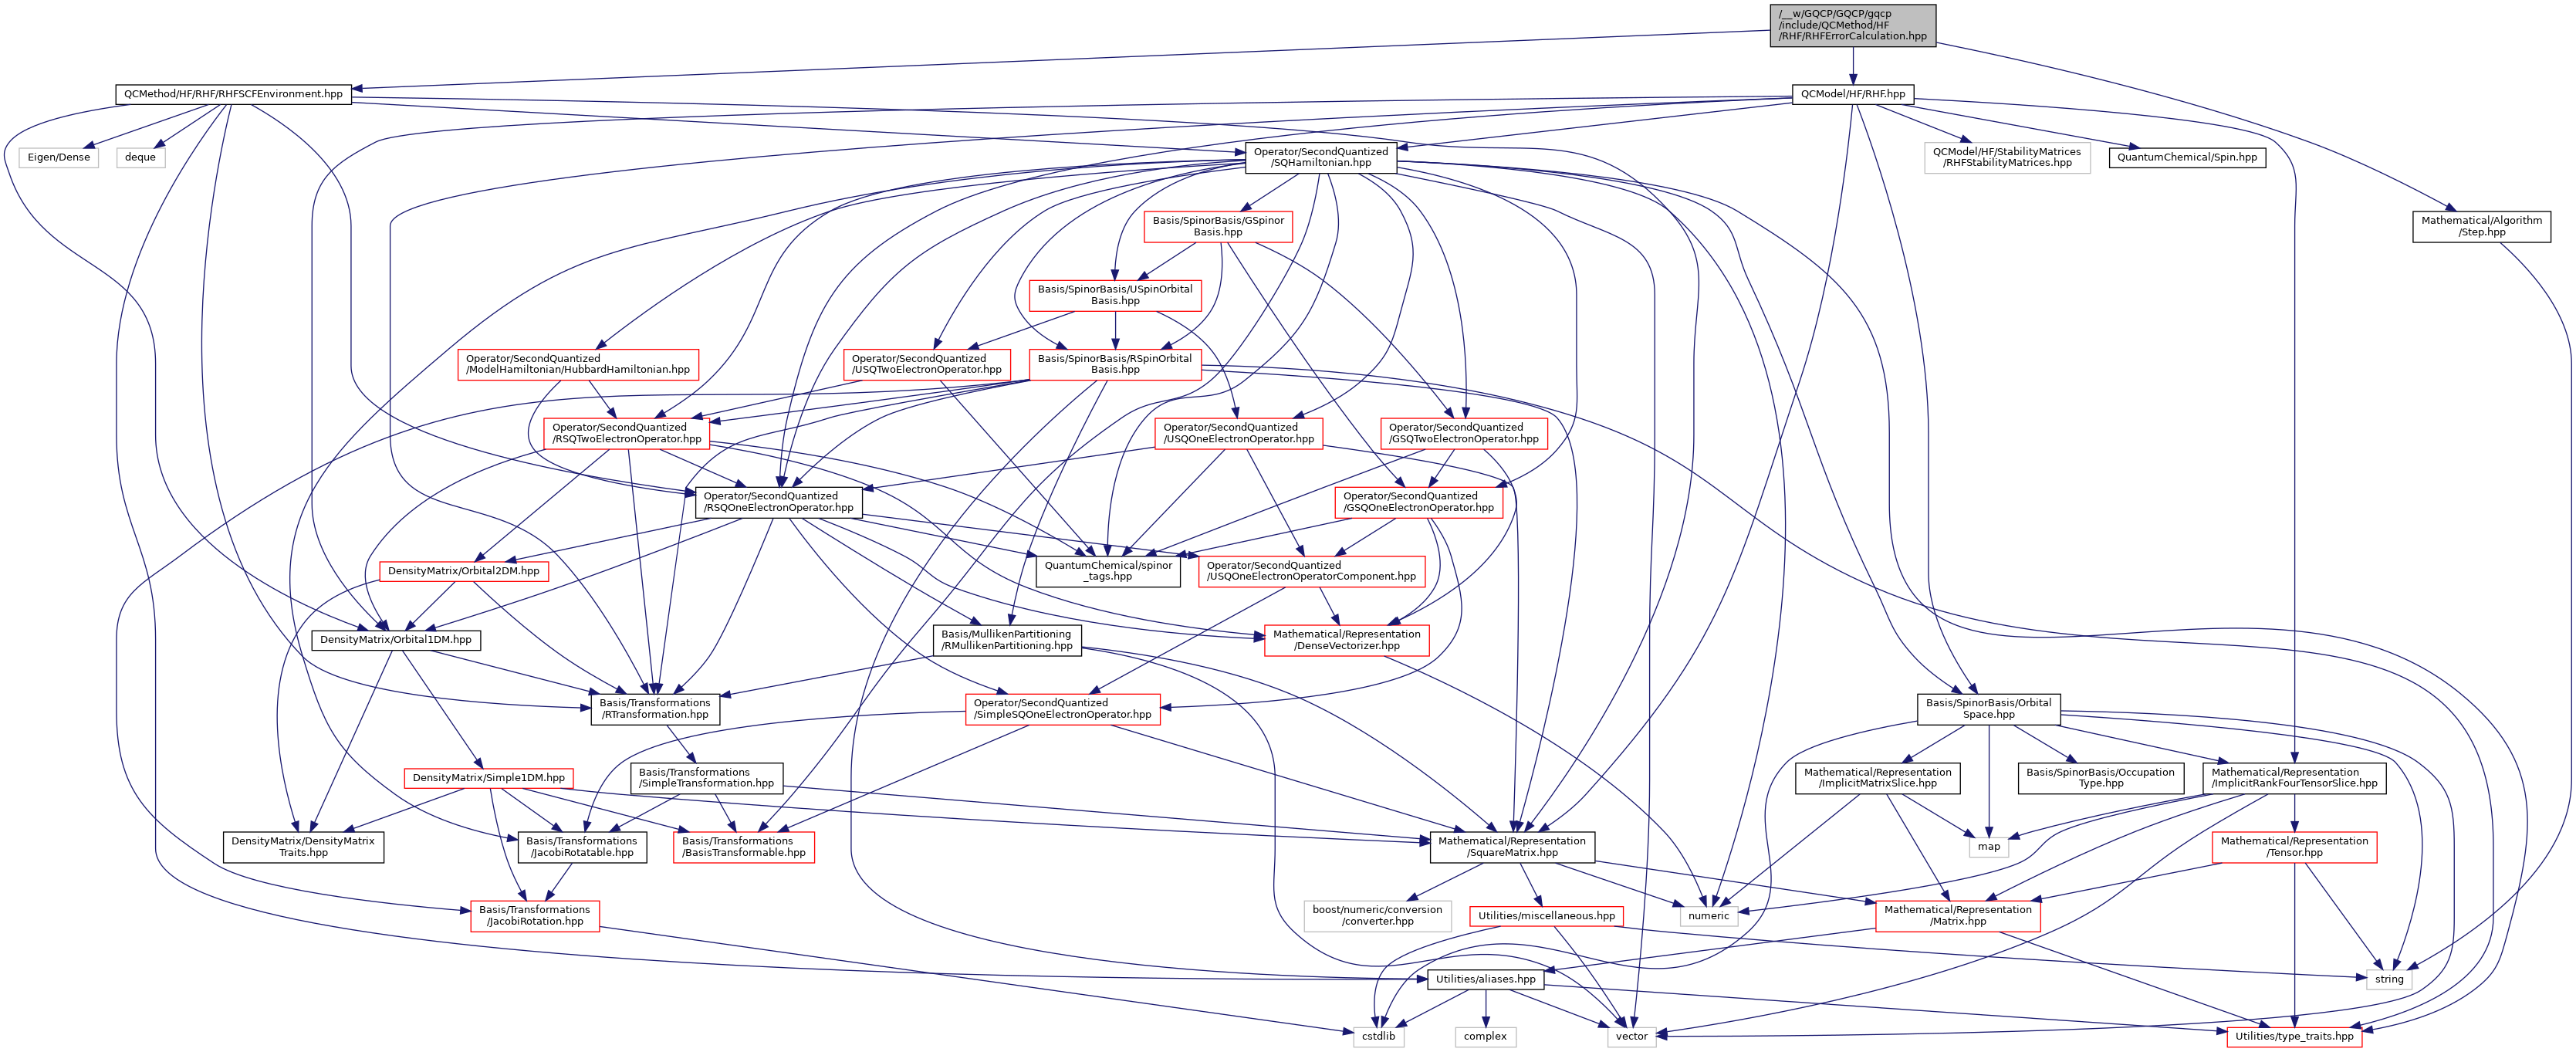 /__w/GQCP/GQCP/gqcp
/include/QCMethod/HF
/RHF/RHFErrorCalculation.hpp
QCMethod/HF/RHF/RHFSCFEnvironment.hpp
QCModel/HF/RHF.hpp
Eigen/Dense
deque
Operator/SecondQuantized
/SQHamiltonian.hpp
QCModel/HF/StabilityMatrices
/RHFStabilityMatrices.hpp
QuantumChemical/Spin.hpp
Basis/SpinorBasis/GSpinor
Basis.hpp
Mathematical/Algorithm
/Step.hpp
Basis/SpinorBasis/USpinOrbital
Basis.hpp
Operator/SecondQuantized
/ModelHamiltonian/HubbardHamiltonian.hpp
Operator/SecondQuantized
/USQTwoElectronOperator.hpp
Basis/SpinorBasis/RSpinOrbital
Basis.hpp
Operator/SecondQuantized
/RSQTwoElectronOperator.hpp
Operator/SecondQuantized
/USQOneElectronOperator.hpp
Operator/SecondQuantized
/GSQTwoElectronOperator.hpp
Operator/SecondQuantized
/RSQOneElectronOperator.hpp
Operator/SecondQuantized
/GSQOneElectronOperator.hpp
DensityMatrix/Orbital2DM.hpp
QuantumChemical/spinor
_tags.hpp
Operator/SecondQuantized
/USQOneElectronOperatorComponent.hpp
DensityMatrix/Orbital1DM.hpp
Basis/MullikenPartitioning
/RMullikenPartitioning.hpp
Mathematical/Representation
/DenseVectorizer.hpp
Basis/Transformations
/RTransformation.hpp
Operator/SecondQuantized
/SimpleSQOneElectronOperator.hpp
Basis/SpinorBasis/Orbital
Space.hpp
DensityMatrix/Simple1DM.hpp
Basis/Transformations
/SimpleTransformation.hpp
Mathematical/Representation
/ImplicitMatrixSlice.hpp
Basis/SpinorBasis/Occupation
Type.hpp
Mathematical/Representation
/ImplicitRankFourTensorSlice.hpp
DensityMatrix/DensityMatrix
Traits.hpp
Basis/Transformations
/JacobiRotatable.hpp
Basis/Transformations
/BasisTransformable.hpp
Mathematical/Representation
/SquareMatrix.hpp
map
Mathematical/Representation
/Tensor.hpp
Basis/Transformations
/JacobiRotation.hpp
boost/numeric/conversion
/converter.hpp
Utilities/miscellaneous.hpp
numeric
Mathematical/Representation
/Matrix.hpp
Utilities/aliases.hpp
string
cstdlib
complex
vector
Utilities/type_traits.hpp